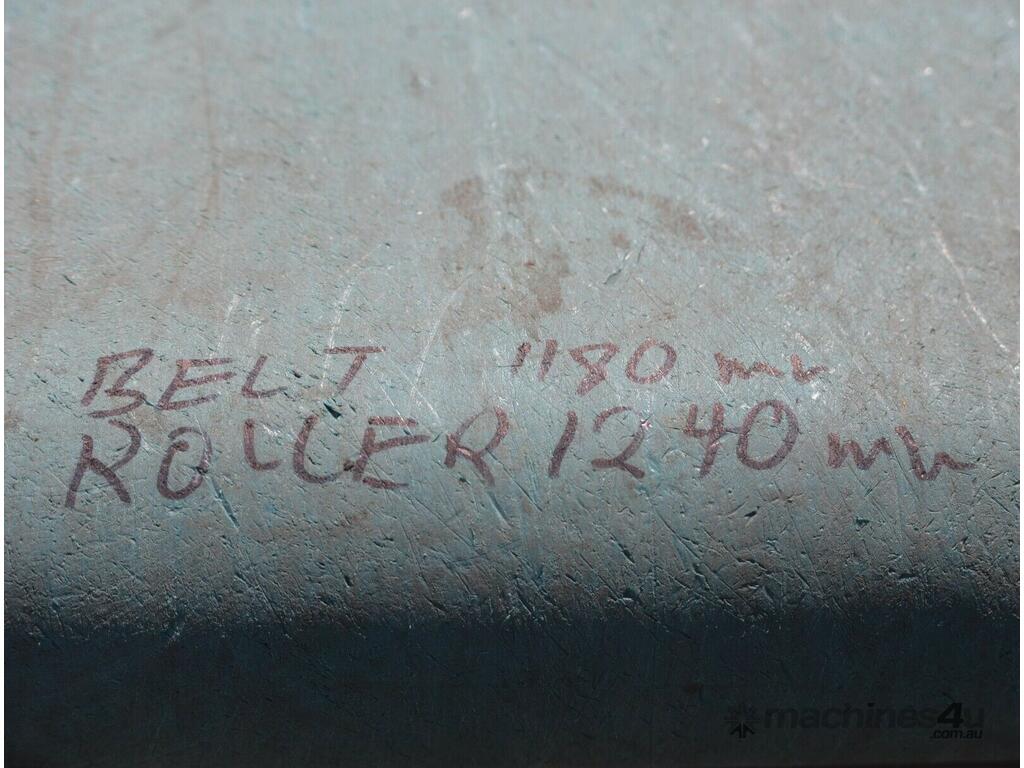 BELT 1180 mm
ROLLER 1240 mm
machines4u
.com.au